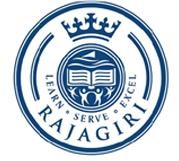 LEARN • SERVE • EXCEL
RAJAGIRI